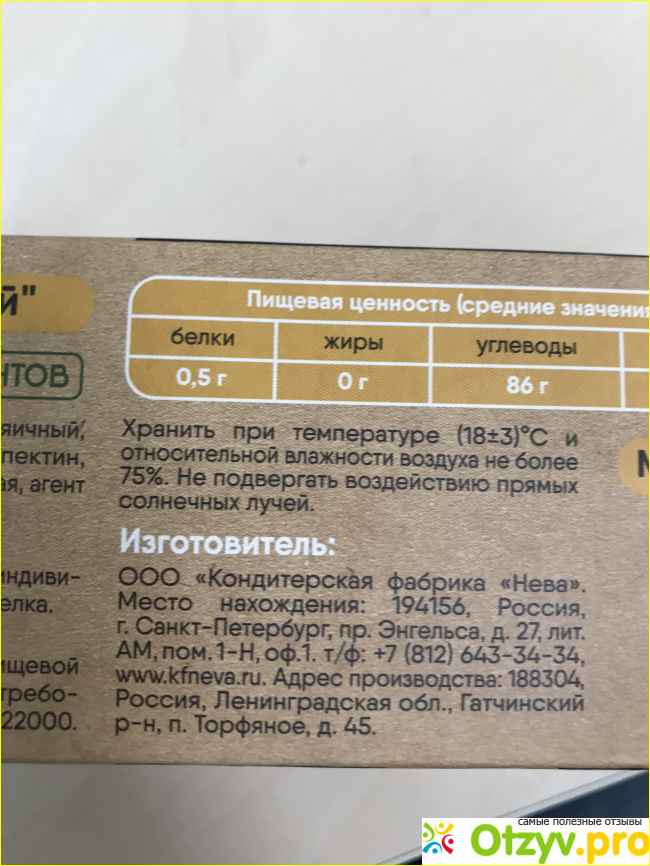 й"
НТОВ
яичный,
пектин,
агент
елка.
ищевой
22000.
Пищевая ценность (средние значения
белки жиры углеводы
0,5 г 0 г 86 г
Хранить при температуре (18±3)°C и
относительной влажности воздуха не более
75%. Не подвергать воздействию прямых
солнечных лучей.
Изготовитель:
ООО «Кондитерская фабрика «Нева».
Место нахождения: 194156, Россия,
г. Санкт-Петербург, пр. Энгельса, д. 27, лит.
АМ, пом. 1-Н, оф.1. т/ф: +7 (812) 643-34-34,
www.kfneva.ru. Адрес производства: 188304,
Россия, Ленинградская обл., Гатчинский
р-н, п. Торфяное, д. 45.
самые полезные отзывы
Otzyv.pro